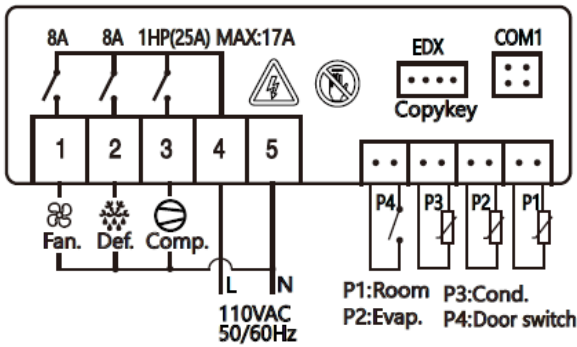 8A 8A 1HP(25A) MAX:17A
EDX COM1
Copykey
1 2 3 4 5
P4 P3 P2 P1
Fan. Def. Comp.
L N
110VAC
50/60Hz
P1:Room P3:Cond.
P2:Evap. P4:Door switch